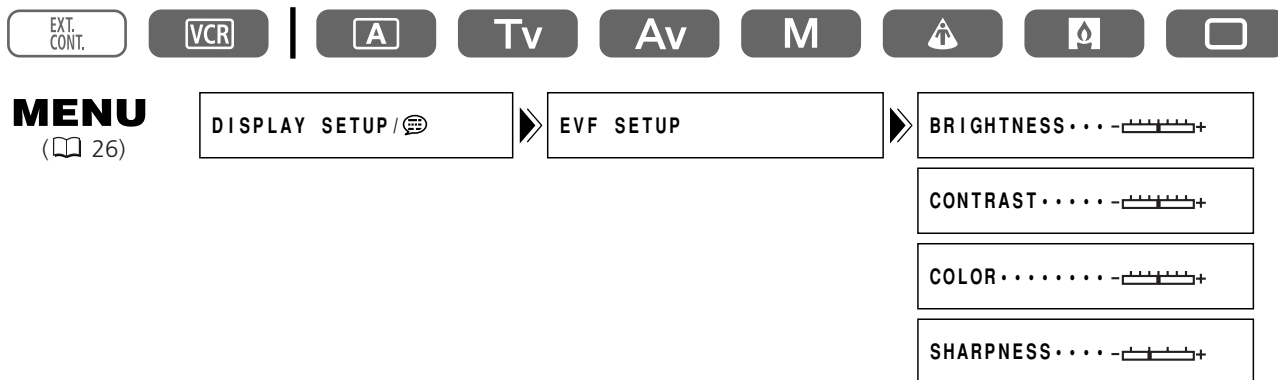 EXT. CONT. VCR A Tv Av M
MENU DISPLAY SETUP/ EVF SETUP BRIGHTNESS··· -+
( 26)
CONTRAST····· -+
COLOR········ -+
SHARPNESS···· -+